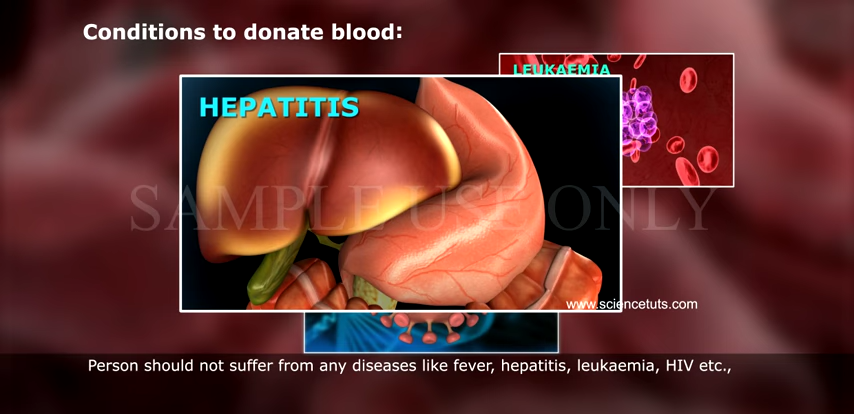 Conditions to donate blood:
LEUKAEMIA
HEPATITIS
SAMPLE USE ONLY
www.sciencetuts.com
Person should not suffer from any diseases like fever, hepatitis, leukaemia, HIV etc.,